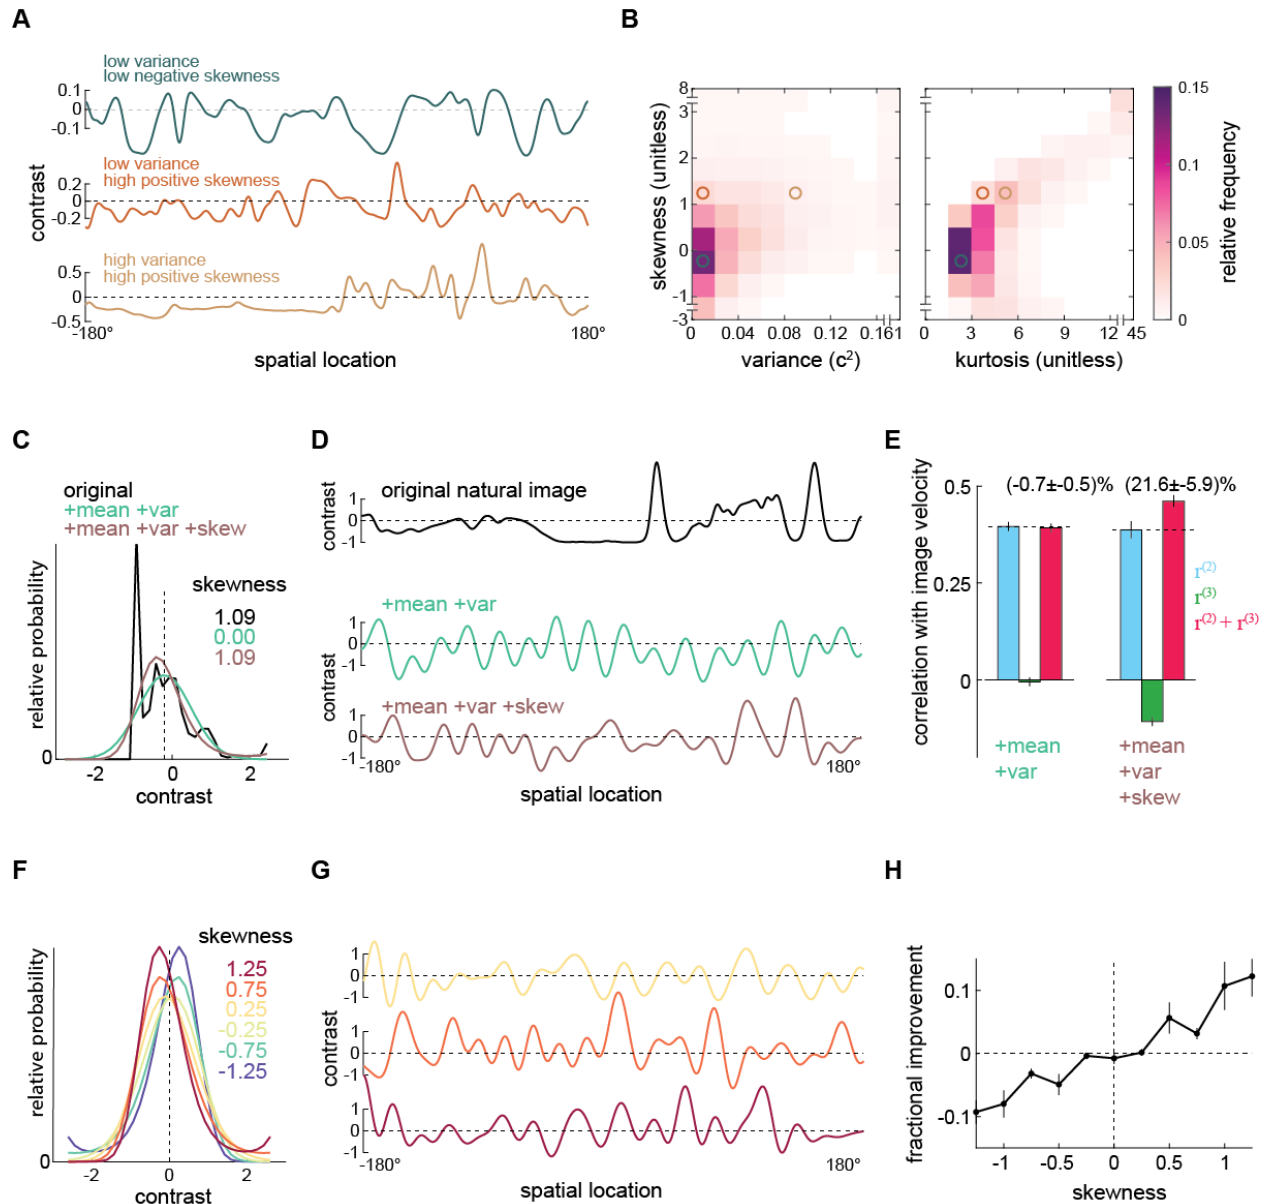 A
low variance
low negative skewness
0.1
0
-0.1
low variance
high positive skewness
0.2
0
-0.2
contrast
high variance
high positive skewness
0.5
0
-0.5
-180°
180°
spatial location
B
8
3
2
1
0
-1
-3
skewness (unitless)
0
0.04
0.08
0.12
0.16
1
variance (c²)
0
3
6
9
12
45
kurtosis (unitless)
0.15
0.1
0.05
0
relative frequency
C
original
+mean +var
+mean +var +skew
skewness
1.09
0.00
1.09
relative probability
0
-2
0
2
contrast
D
contrast
original natural image
1
0
-1
+mean +var
1
0
-1
contrast
+mean +var +skew
1
0
-1
-180°
180°
spatial location
E
correlation with image velocity
0.5
0.25
0
(-0.7±-0.5)%
(21.6±-5.9)%
r⁽²⁾
r⁽³⁾
r⁽²⁾ + r⁽³⁾
+mean
+var
+mean
+var
+skew
F
skewness
1.25
0.75
0.25
-0.25
-0.75
-1.25
relative probability
0
-2
0
2
contrast
G
1
0
-1
contrast
1
0
-1
1
0
-180°
180°
spatial location
H
fractional improvement
0.1
0
-0.1
-1
-0.5
0
0.5
1
skewness